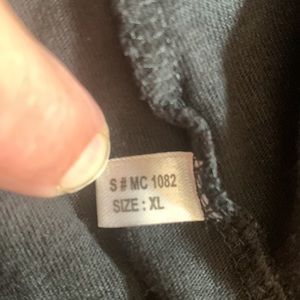 S # MC 1082
SIZE : XL